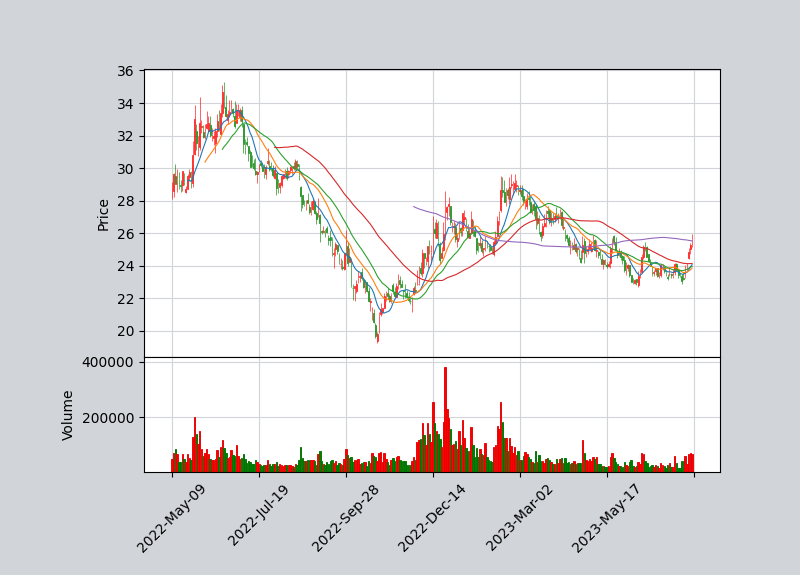 Price
36
34
32
30
28
26
24
22
20
Volume
400000
200000
2022-May-09
2022-Jul-19
2022-Sep-28
2022-Dec-14
2023-Mar-02
2023-May-17